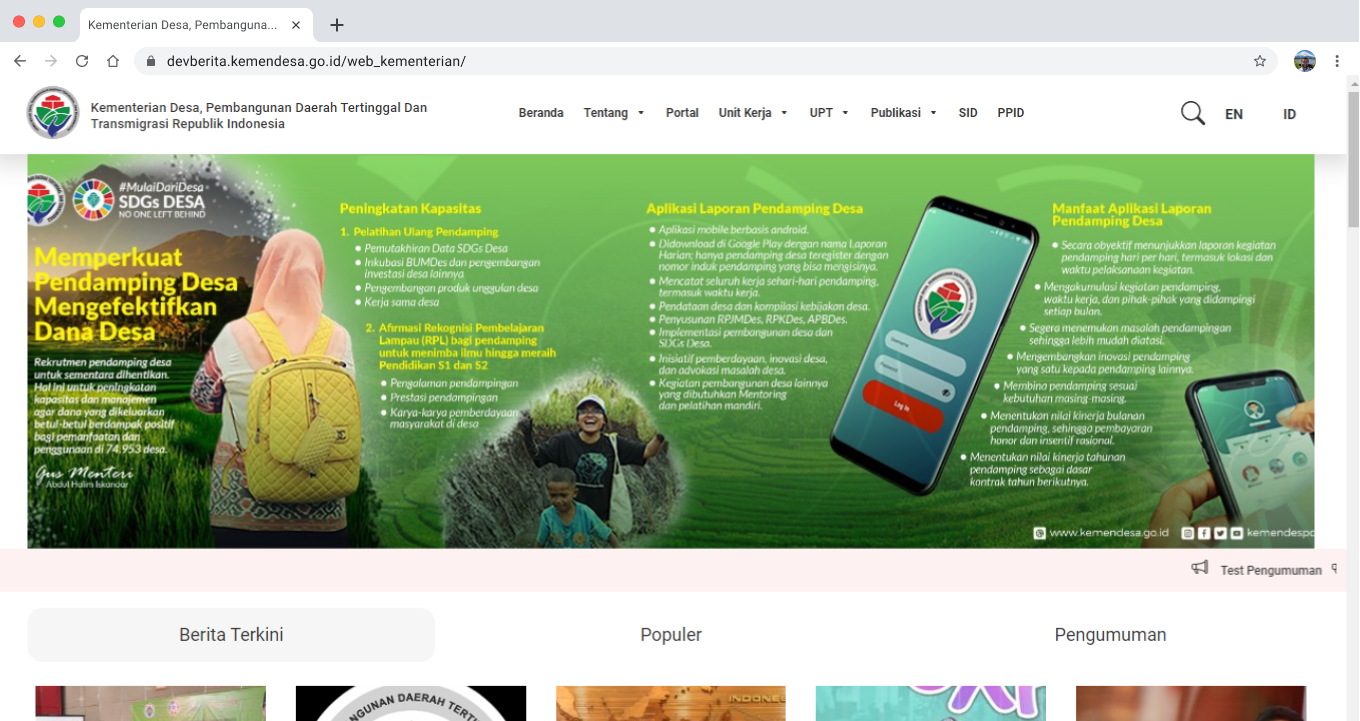 Kementerian Desa, Pembanguna...
devberita.kemendesa.go.id/web_kementerian/
Kementerian Desa, Pembangunan Daerah Tertinggal Dan
Transmigrasi Republik Indonesia
Beranda Tentang Portal Unit Kerja UPT Publikasi SID PPID
EN ID
#MulaiDariDesa
SDGs DESA
NO ONE LEFT BEHIND
Memperkuat
Pendamping Desa
Mengefektifkan
Dana Desa
Rekrutmen pendamping desa
untuk sementara dihentikan.
Hal ini untuk peningkatan
kapasitas dan manajemen
agar dana yang dikeluarkan
betul-betul berdampak positif
bagi pemanfaatan dan
penggunaan di 74.953 desa.
Gus Menteri
Abdul Halim Iskandar
Peningkatan Kapasitas
1. Pelatihan Ulang Pendamping
• Pemutakhiran Data SDGs Desa
• Inkubasi BUMDes dan pengembangan
investasi desa lainnya
• Pengembangan produk unggulan desa
• Kerja sama desa
2. Afirmasi Rekognisi Pembelajaran
Lampau (RPL) bagi pendamping
untuk menimba ilmu hingga meraih
Pendidikan S1 dan S2
• Pengalaman pendampingan
• Prestasi pendampingan
• Karya-karya pemberdayaan
masyarakat di desa
Aplikasi Laporan Pendamping Desa
• Aplikasi mobile berbasis android.
• Didownload di Google Play dengan nama Laporan
Harian; hanya pendamping desa teregister dengan
nomor induk pendamping yang bisa mengisinya.
• Mencatat seluruh kerja sehari-hari pendamping,
termasuk waktu kerja.
• Pendataan desa dan kompilasi kebijakan desa.
• Penyusunan RPJMDes, RPKDes, APBDes.
• Implementasi pembangunan desa dan
SDGs Desa.
• Inisiatif pemberdayaan, inovasi desa,
dan advokasi masalah desa.
• Kegiatan pembangunan desa lainnya
yang dibutuhkan Mentoring
dan pelatihan mandiri.
Username
Password
Log In
Manfaat Aplikasi Laporan
Pendamping Desa
• Secara obyektif menunjukkan laporan kegiatan
pendamping hari per hari, termasuk lokasi dan
waktu pelaksanaan kegiatan.
• Mengakumulasi kegiatan pendamping,
waktu kerja, dan pihak-pihak yang didampingi
setiap bulan.
• Segera menemukan masalah pendampingan
sehingga lebih mudah diatasi.
• Mengembangkan inovasi pendamping
yang satu kepada pendamping lainnya.
• Membina pendamping sesuai
kebutuhan masing-masing.
• Menentukan nilai kinerja bulanan
pendamping, sehingga pembayaran
honor dan insentif rasional.
• Menentukan nilai kinerja tahunan
pendamping sebagai dasar
kontrak tahun berikutnya.
www.kemendesa.go.id kemendespd
Test Pengumuman
Berita Terkini Populer Pengumuman
NGUNAN DAERAH TERTI
INDONE